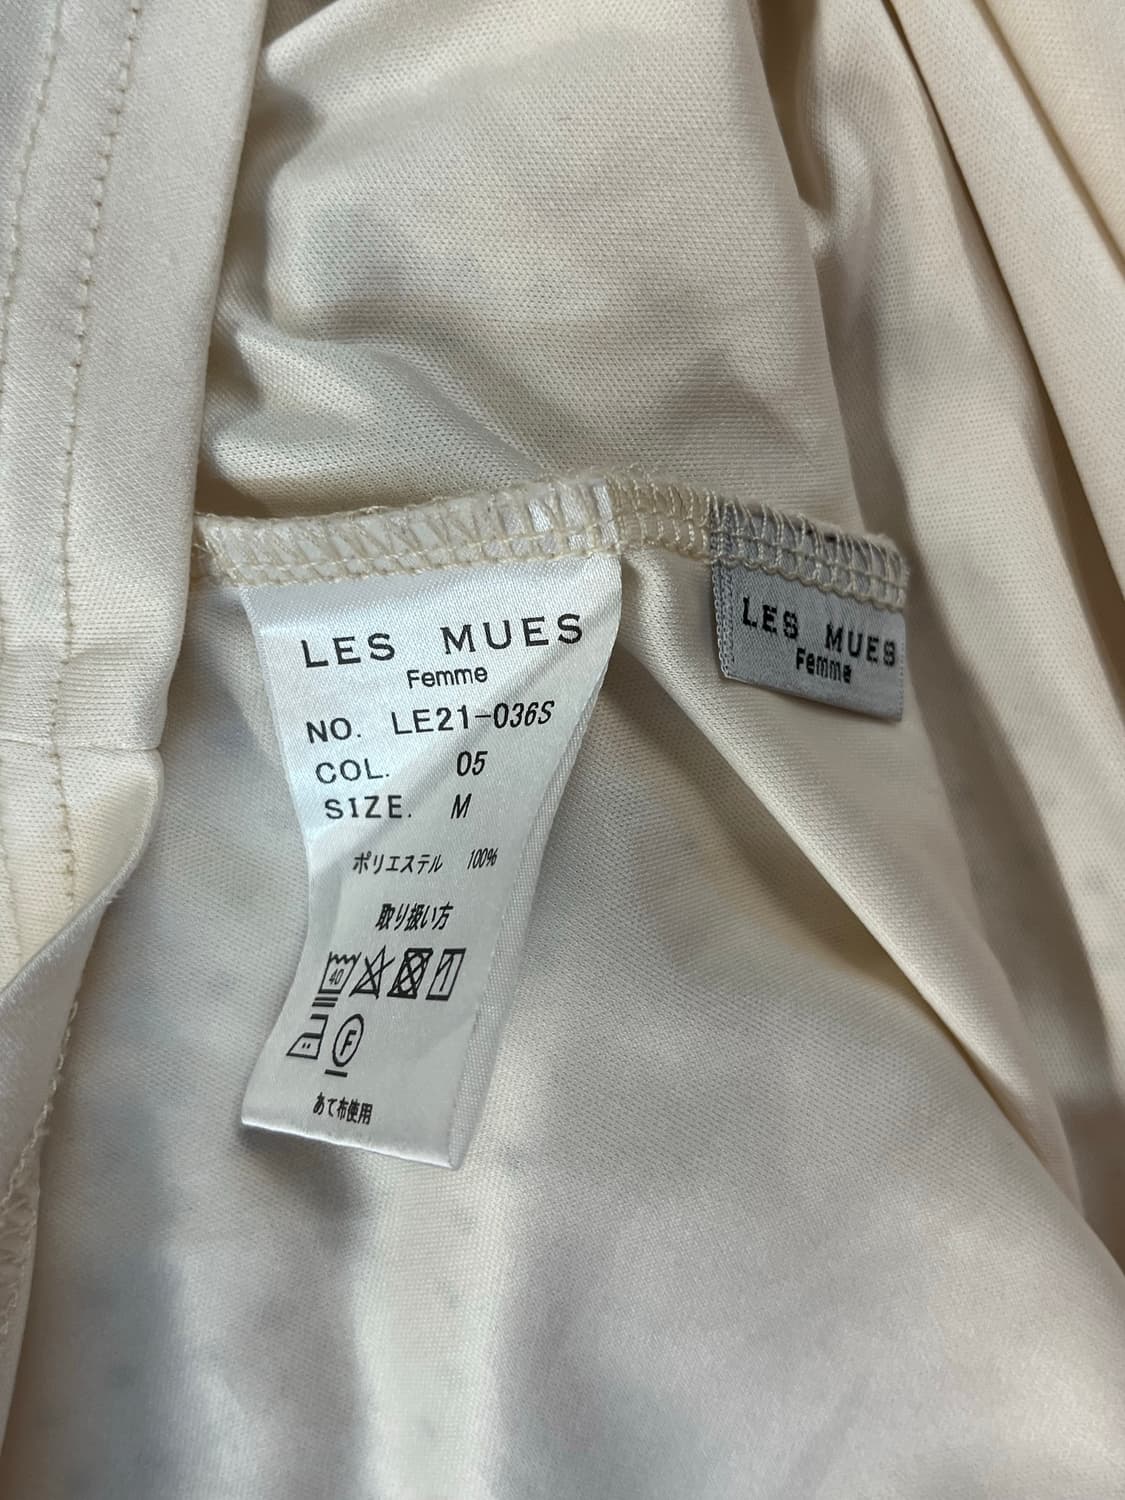 LES MUES
Femme
NO. LE21-036S
COL. 05
SIZE. M
ポリエステル 100%
取り扱い方
40
F
あて布使用
LES MUES
Femme